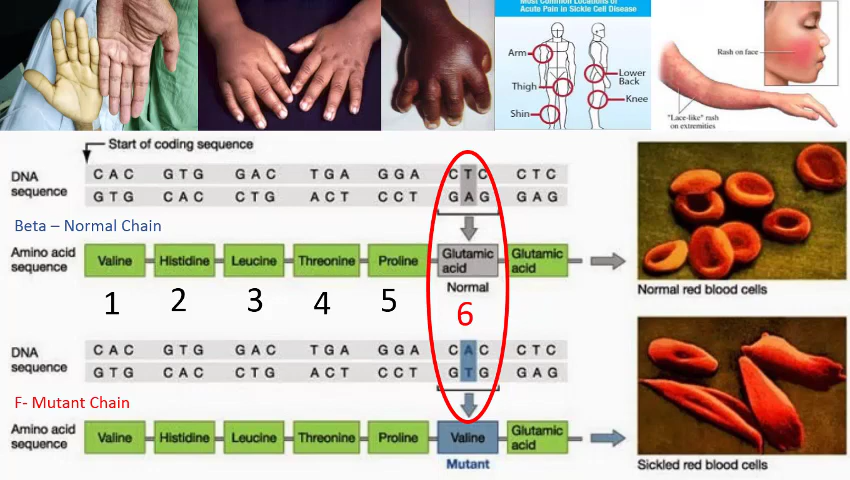 Most Common Locations of
Acute Pain in Sickle Cell Disease
Arm
Thigh
Shin
Lower
Back
Knee
Rash on face
"Lace-like" rash
on extremities
Start of coding sequence
DNA
sequence
CAC GTG GAC TGA GGA CTC CTC
GTG CAC CTG ACT CCT GAG GAG
Beta – Normal Chain
Amino acid
sequence
Valine Histidine Leucine Threonine Proline Glutamic
acid Glutamic
acid
Normal
1 2 3 4 5 6
Normal red blood cells
DNA
sequence
CAC GTG GAC TGA GGA CAC CTC
GTG CAC CTG ACT CCT GTG GAG
F- Mutant Chain
Amino acid
sequence
Valine Histidine Leucine Threonine Proline Valine Glutamic
acid
Mutant
Sickled red blood cells